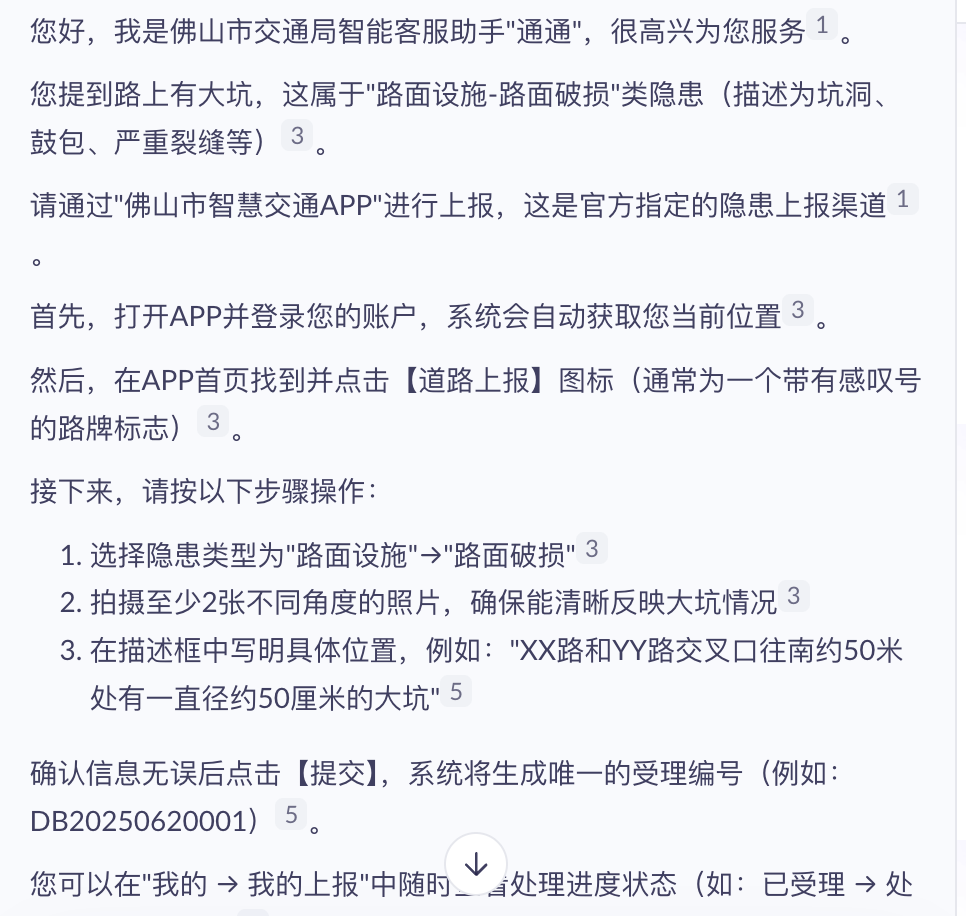 您好，我是佛山市交通局智能客服助手"通通"，很高兴为您服务 1 。
您提到路上有大坑，这属于"路面设施-路面破损"类隐患（描述为坑洞、
鼓包、严重裂缝等） 3 。
请通过"佛山市智慧交通APP"进行上报，这是官方指定的隐患上报渠道 1
。
首先，打开APP并登录您的账户，系统会自动获取您当前位置 3 。
然后，在APP首页找到并点击【道路上报】图标（通常为一个带有感叹号
的路牌标志） 3 。
接下来，请按以下步骤操作：
1. 选择隐患类型为"路面设施"→"路面破损" 3
2. 拍摄至少2张不同角度的照片，确保能清晰反映大坑情况 3
3. 在描述框中写明具体位置，例如："XX路和YY路交叉口往南约50米
处有一直径约50厘米的大坑" 5
确认信息无误后点击【提交】，系统将生成唯一的受理编号（例如：
DB20250620001） 5 。
您可以在"我的 → 我的上报"中随时 处理进度状态（如：已受理 → 处